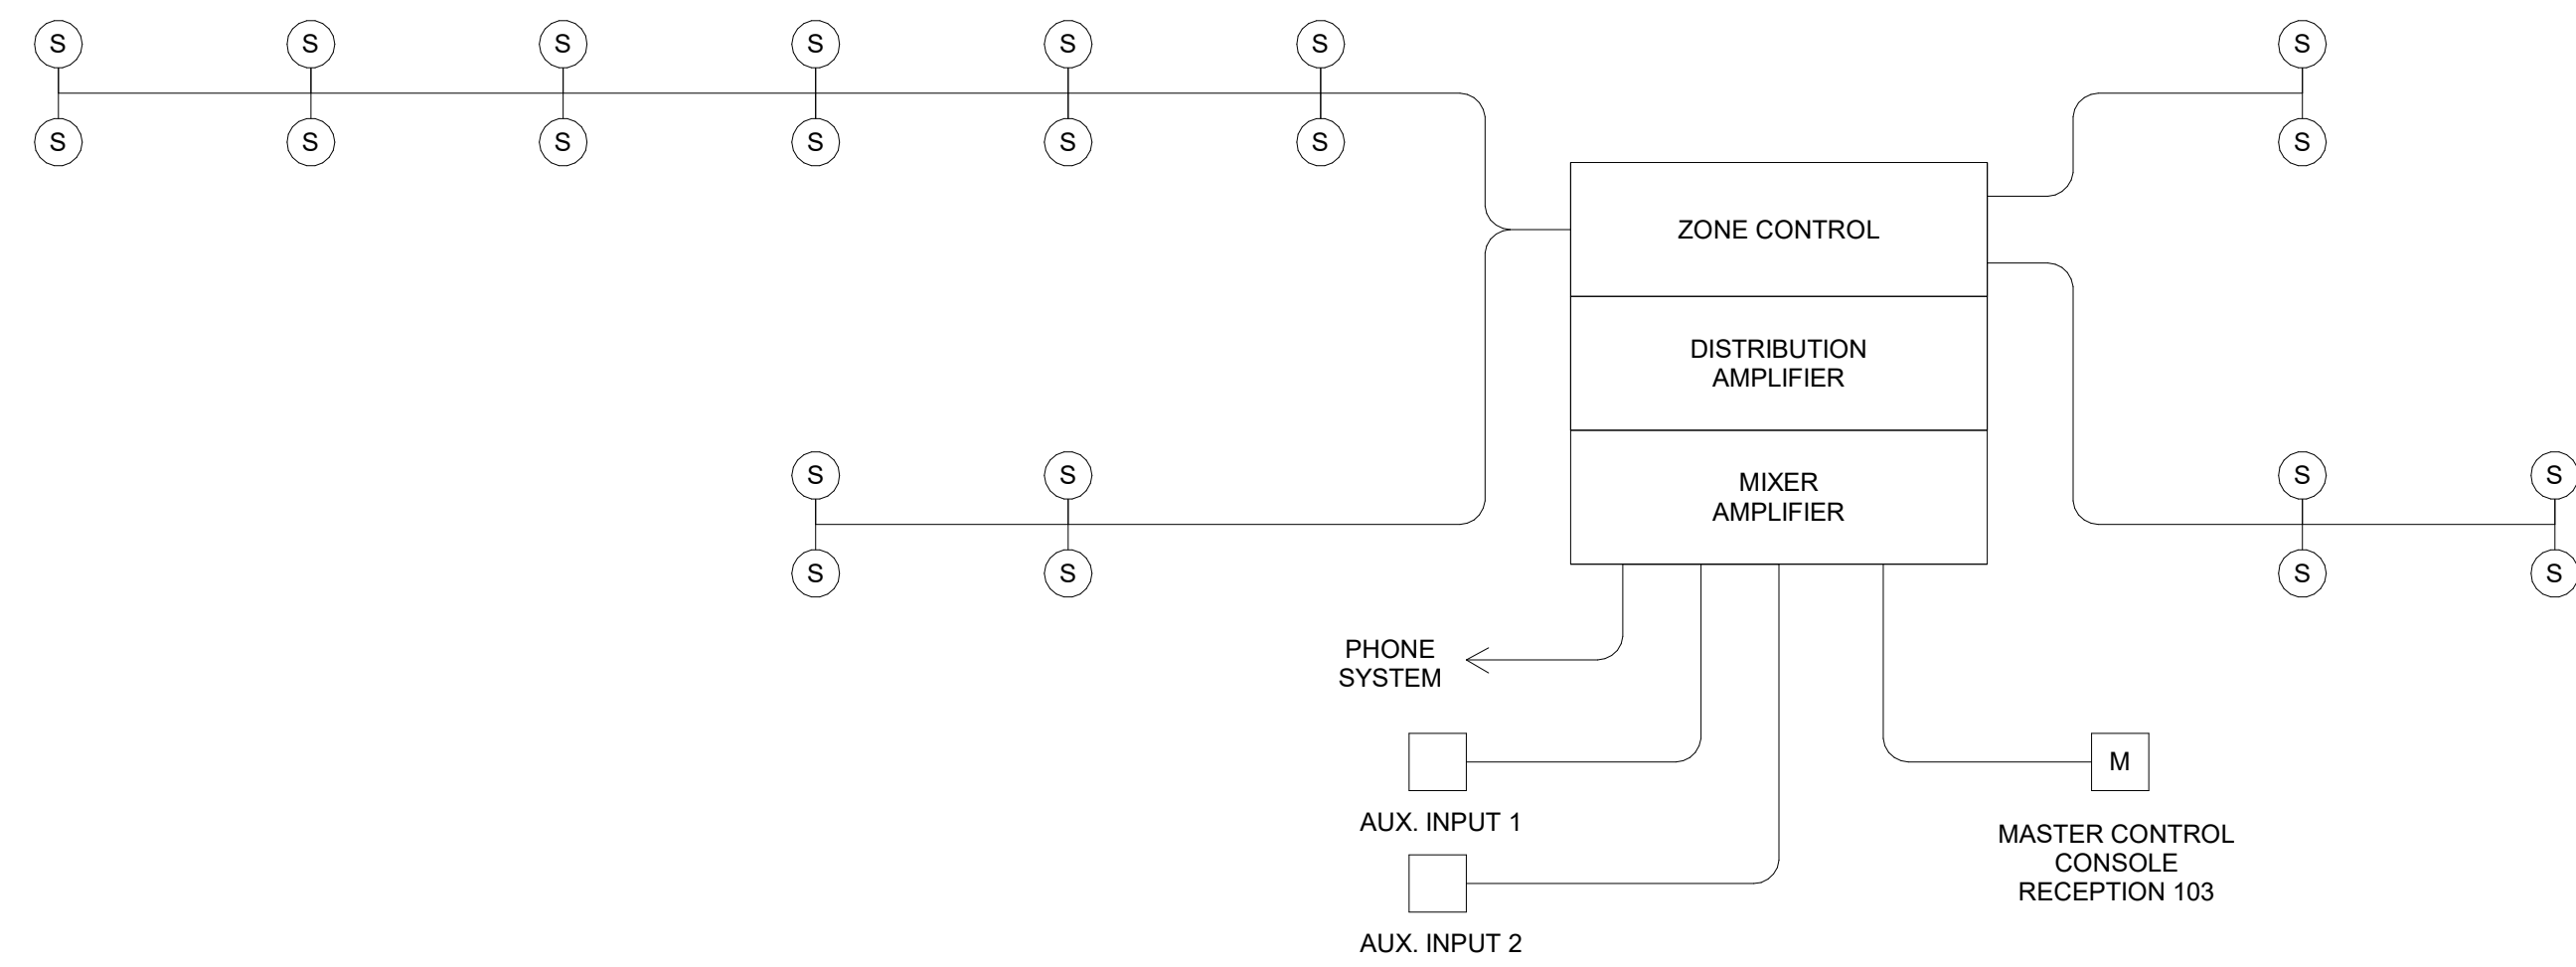 S S S S S S S
S S S S S S S
ZONE CONTROL
DISTRIBUTION
AMPLIFIER
S S S S
MIXER
AMPLIFIER
S S S S
PHONE
SYSTEM
M
AUX. INPUT 1
MASTER CONTROL
CONSOLE
RECEPTION 103
AUX. INPUT 2